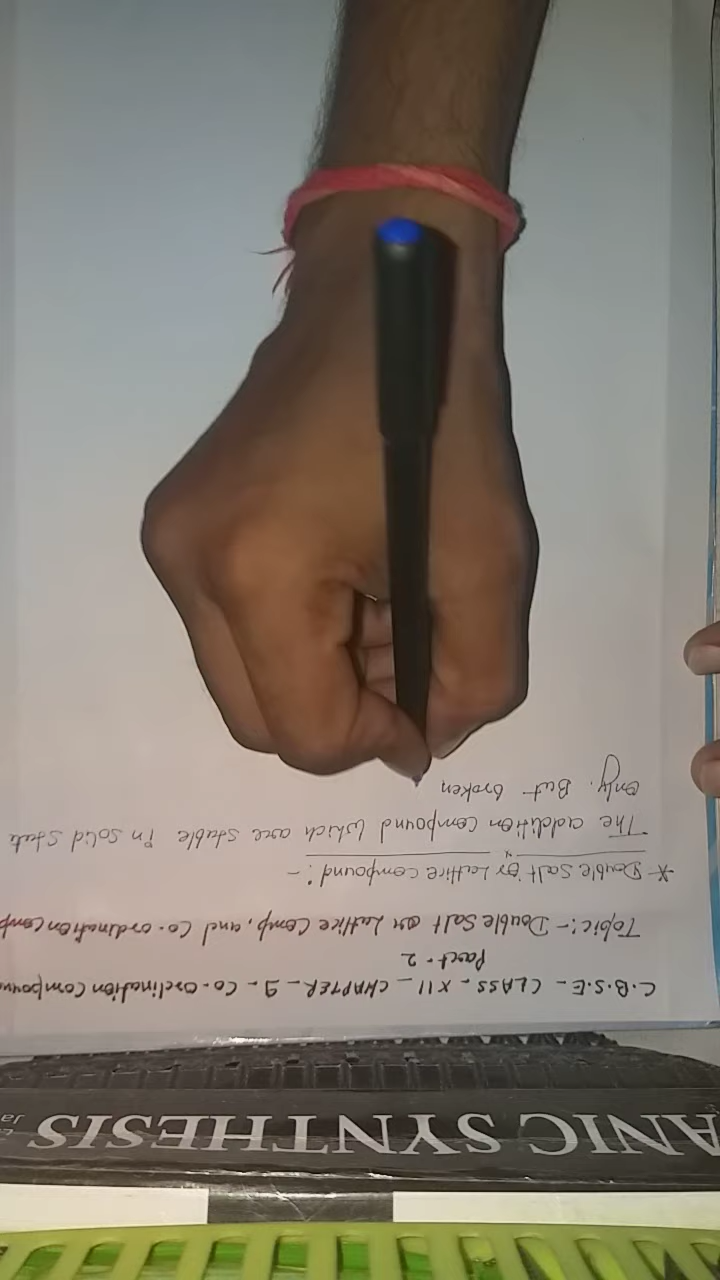 C.B.S.E - CLASS - XII - CHAPTER - 9 - Co-ordination Compoun
Part-2
Topic:- Double Salt or Lattice Comp, and Co-ordination Comp
* Double Salt or Lattice compound:-
The addition Compound which are stable in Solid State
only. But broken
ANIC SYNTHESIS